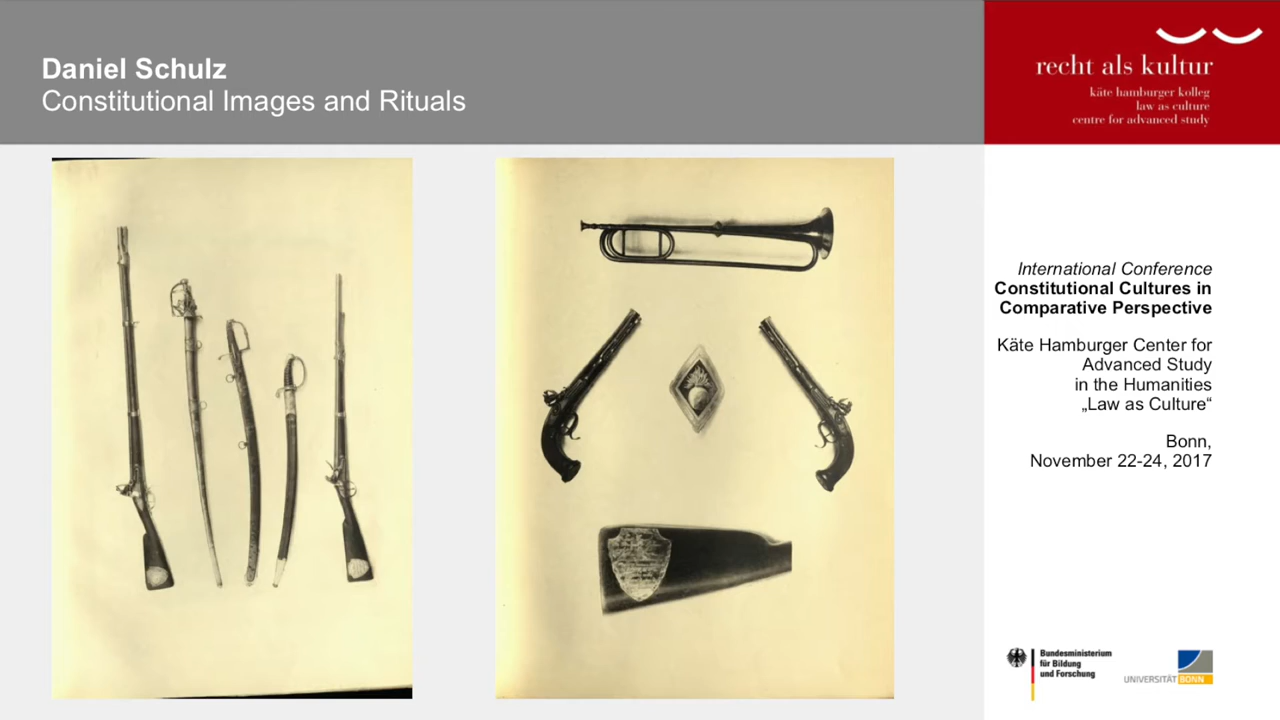 Daniel Schulz
Constitutional Images and Rituals
recht als kultur
käte hamburger kolleg
law as culture
centre for advanced study
International Conference
Constitutional Cultures in
Comparative Perspective
Käte Hamburger Center for
Advanced Study
in the Humanities
„Law as Culture“
Bonn,
November 22-24, 2017
Bundesministerium
für Bildung
und Forschung
UNIVERSITÄT BONN